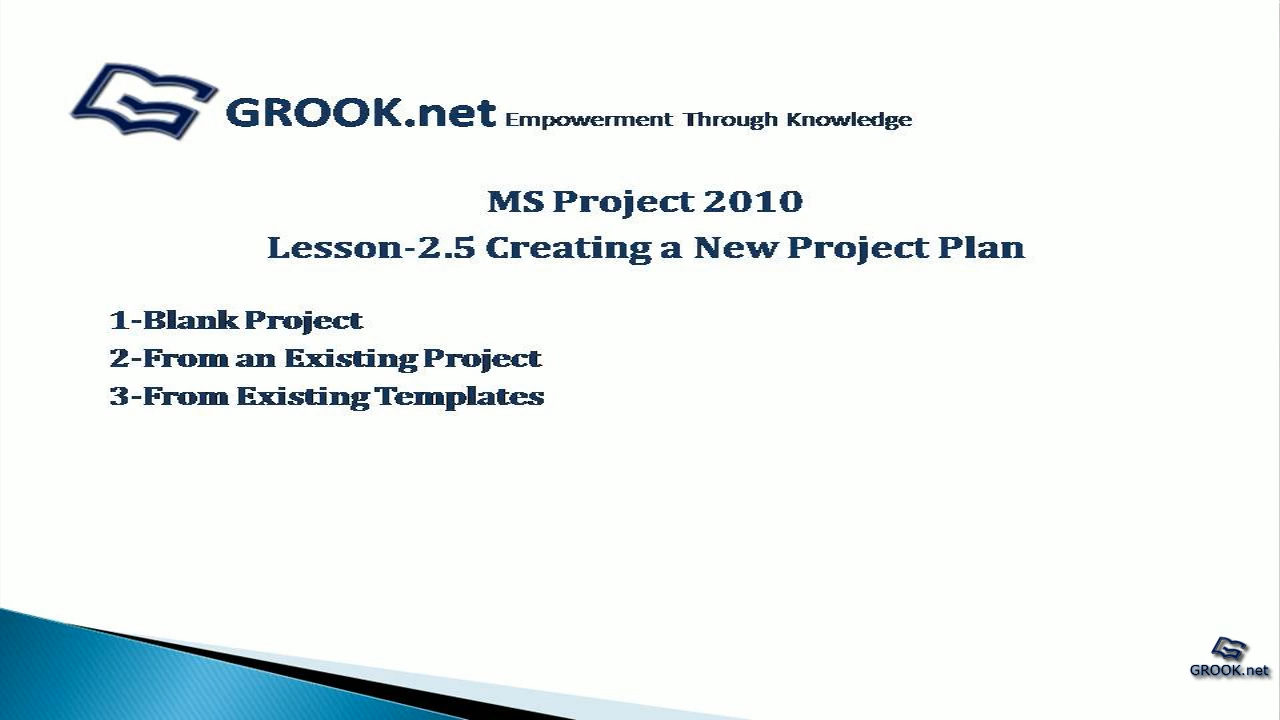 GROOK.net Empowerment Through Knowledge
MS Project 2010
Lesson-2.5 Creating a New Project Plan
1-Blank Project
2-From an Existing Project
3-From Existing Templates
GROOK.net